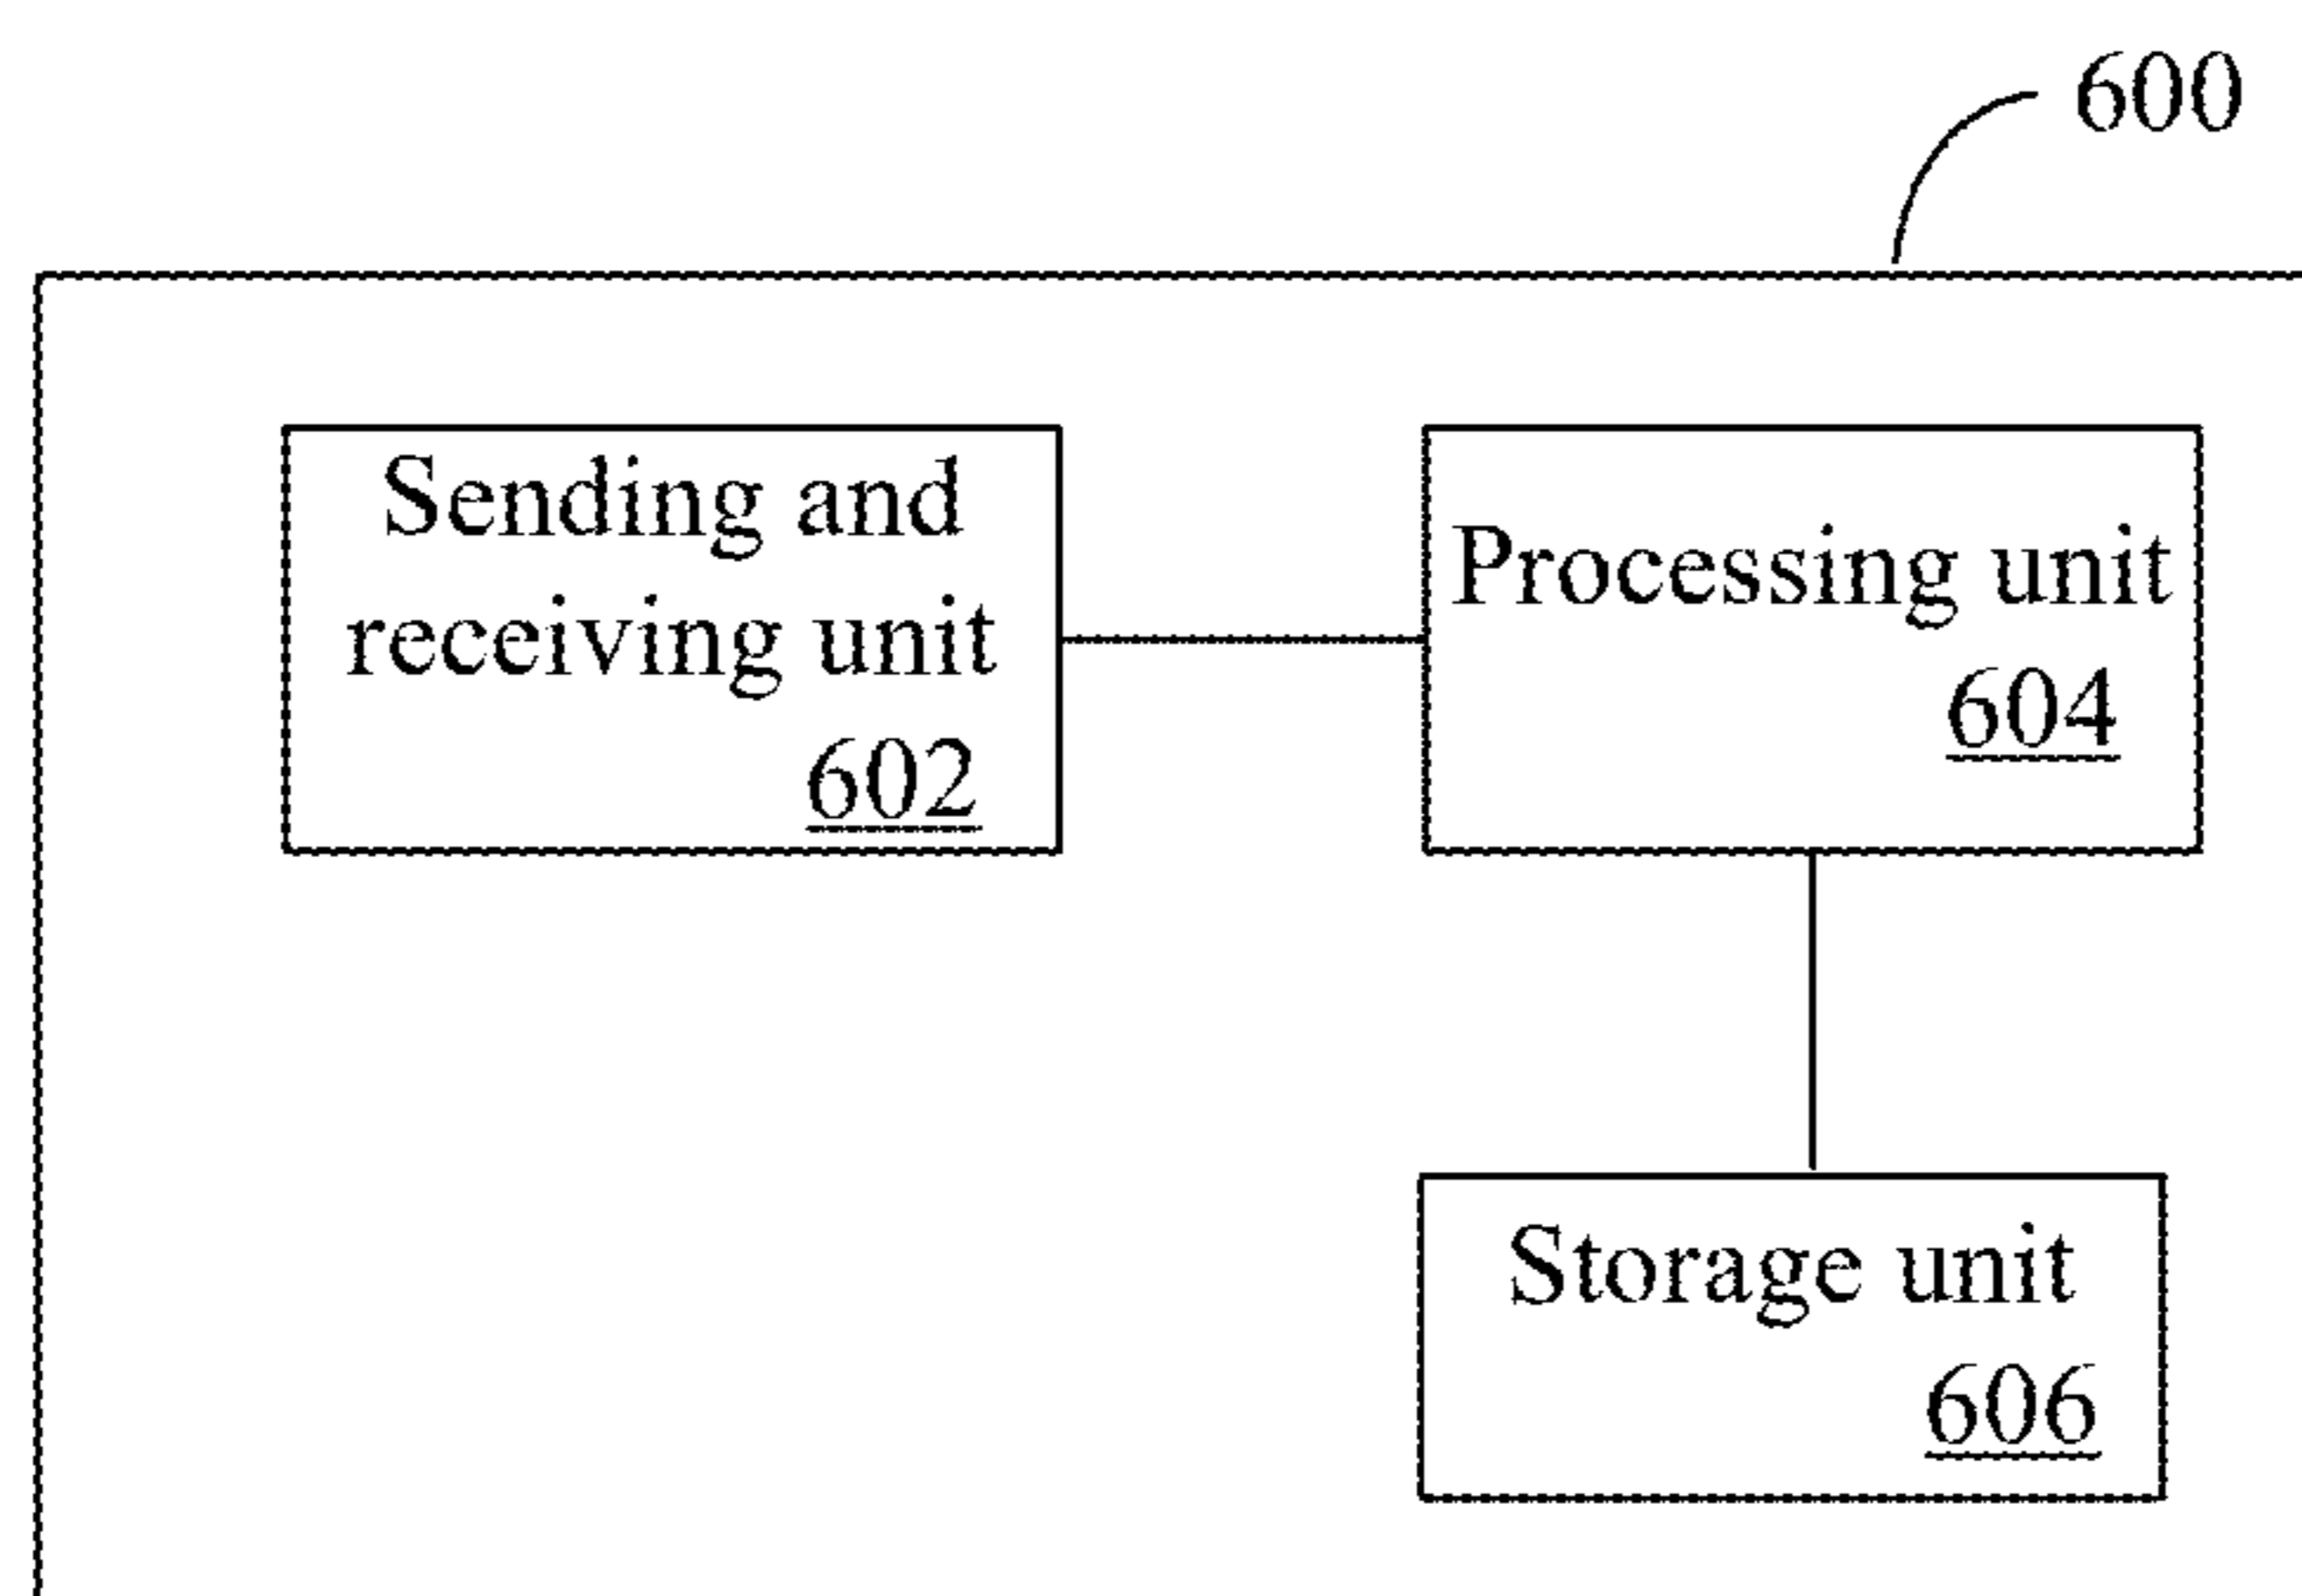 600
Sending and
receiving unit
602
Processing unit
604
Storage unit
606